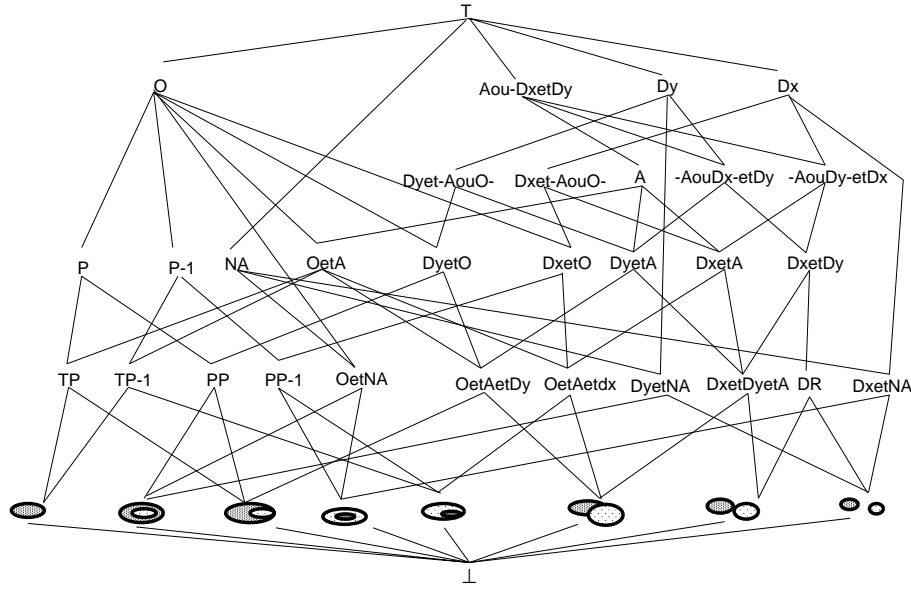 T
O Aou-DxetDy Dy Dx
Dyet-AouO- Dxet-AouO- A -AouDx-etDy -AouDy-etDx
P P-1 NA OetA DyetO DxetO DyetA DxetA DxetDy
TP TP-1 PP PP-1 OetNA OetAetDy OetAetdx DyetNA DxetDyetA DR DxetNA
⊥